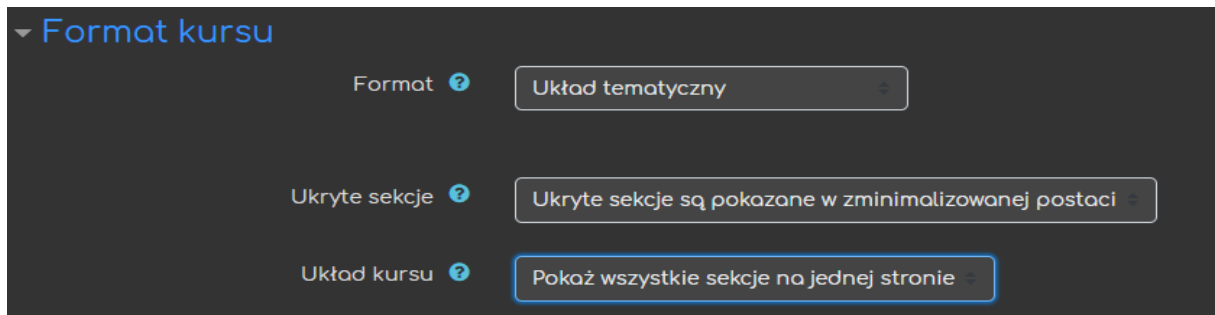 Format kursu
Format Układ tematyczny
Ukryte sekcje Ukryte sekcje są pokazane w zminimalizowanej postaci
Układ kursu Pokaż wszystkie sekcje na jednej stronie